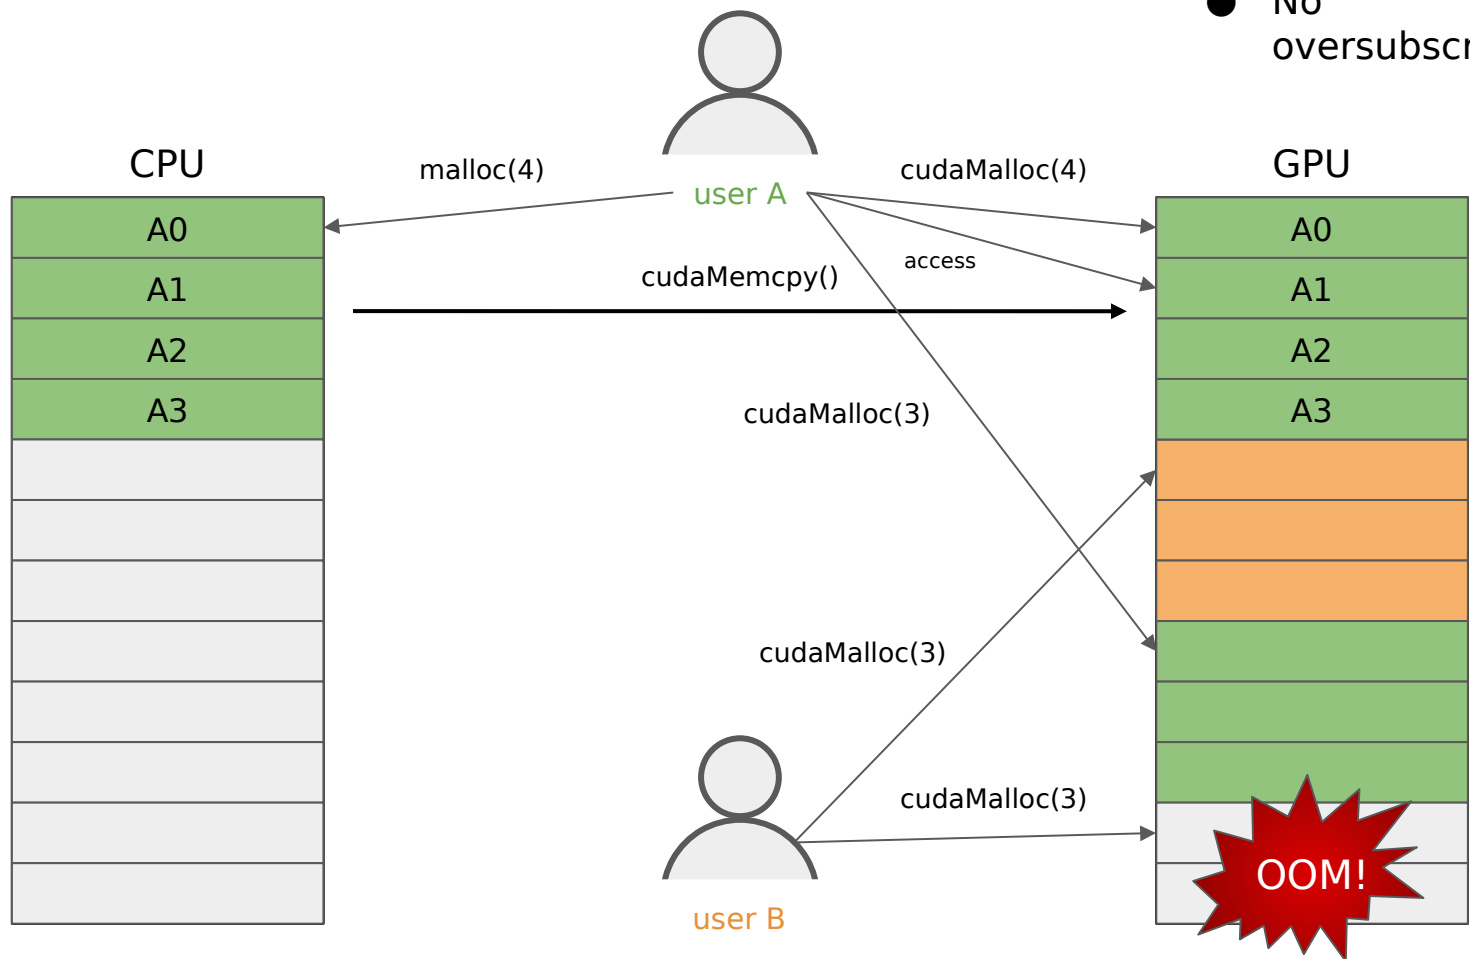 No
CPU
malloc(4)
user A
cudaMalloc(4)
GPU
A0
A1
A2
A3
cudaMemcpy()
access
A0
A1
A2
A3
cudaMalloc(3)
cudaMalloc(3)
cudaMalloc(3)
user B
OOM!